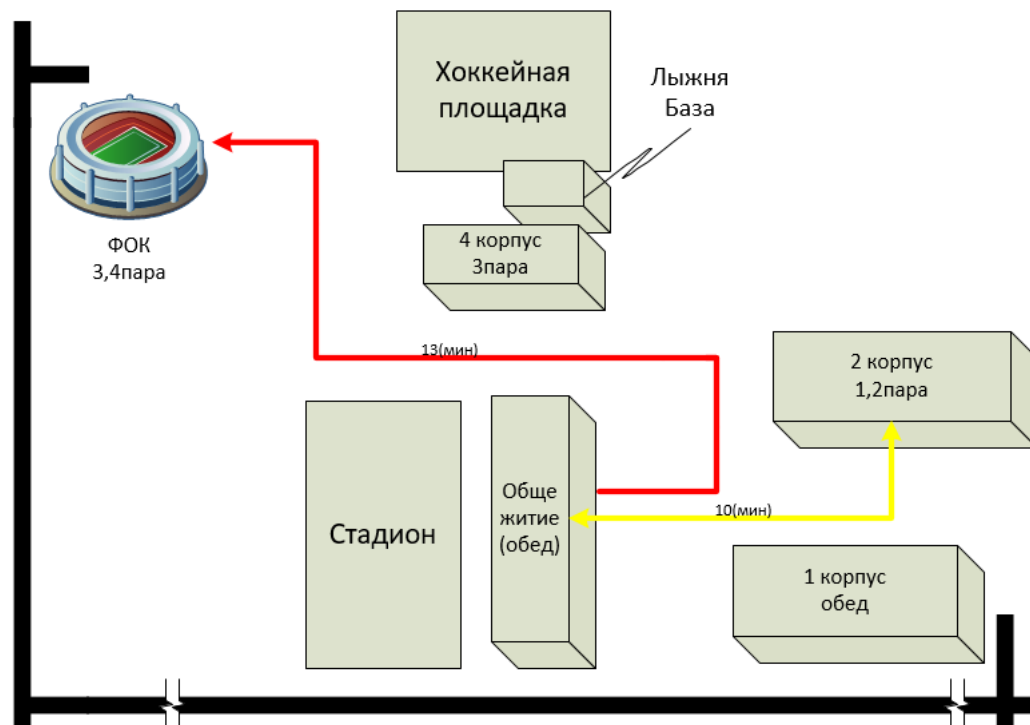 Хоккейная
площадка
Лыжня
База
ФОК
3,4пара
4 корпус
3пара
13(мин)
2 корпус
1,2пара
Обще
житие
(обед)
10(мин)
Стадион
1 корпус
обед